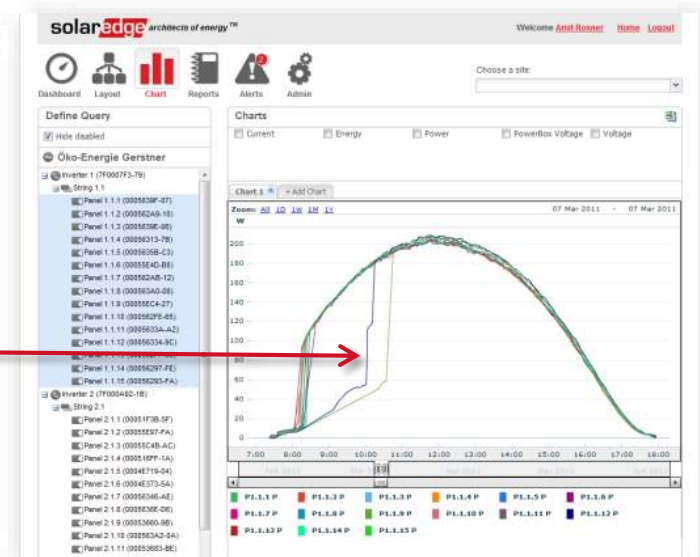 solaredge architects of energy™
Welcome Amit Rosner Home Logout
2
Dashboard Layout Chart Reports Alerts Admin
Choose a site:
Define Query
Hide disabled
Öko-Energie Gerstner
Inverter 1 (7F0007F3-79)
String 1.1
Panel 1.1.1 (0005639F-07)
Panel 1.1.2 (000562A9-10)
Panel 1.1.3 (0005639E-06)
Panel 1.1.4 (00056313-7B)
Panel 1.1.5 (0005635B-C3)
Panel 1.1.6 (00055E4D-B8)
Panel 1.1.7 (000562AB-12)
Panel 1.1.8 (000563A0-08)
Panel 1.1.9 (00055EC4-27)
Panel 1.1.10 (000562FE-65)
Panel 1.1.11 (0005633A-A2)
Panel 1.1.12 (00056334-9C)
Panel 1.1.14 (00056297-FE)
Panel 1.1.15 (00056293-FA)
Inverter 2 (7F000A02-1B)
String 2.1
Panel 2.1.1 (00051F3B-5F)
Panel 2.1.2 (00055E97-FA)
Panel 2.1.3 (00055C4B-AC)
Panel 2.1.4 (00051EFF-1A)
Panel 2.1.5 (0004E719-04)
Panel 2.1.6 (0004E573-5A)
Panel 2.1.7 (00056346-AE)
Panel 2.1.8 (0005636E-D6)
Panel 2.1.9 (00053660-9B)
Panel 2.1.10 (000563A2-0A)
Panel 2.1.11 (00053683-BE)
Charts
Current Energy Power PowerBox Voltage Voltage
Chart 1 + Add Chart
Zoom: All 1D 1W 1M 1Y
07 Mar 2011 - 07 Mar 2011
W
200
180
160
140
120
100
80
60
40
20
0
7:00 8:00 9:00 10:00 11:00 12:00 13:00 14:00 15:00 16:00 17:00 18:00
P1.1.1 P P1.1.2 P P1.1.3 P P1.1.4 P P1.1.5 P P1.1.6 P
P1.1.7 P P1.1.8 P P1.1.9 P P1.1.10 P P1.1.11 P P1.1.12 P
P1.1.13 P P1.1.14 P P1.1.15 P